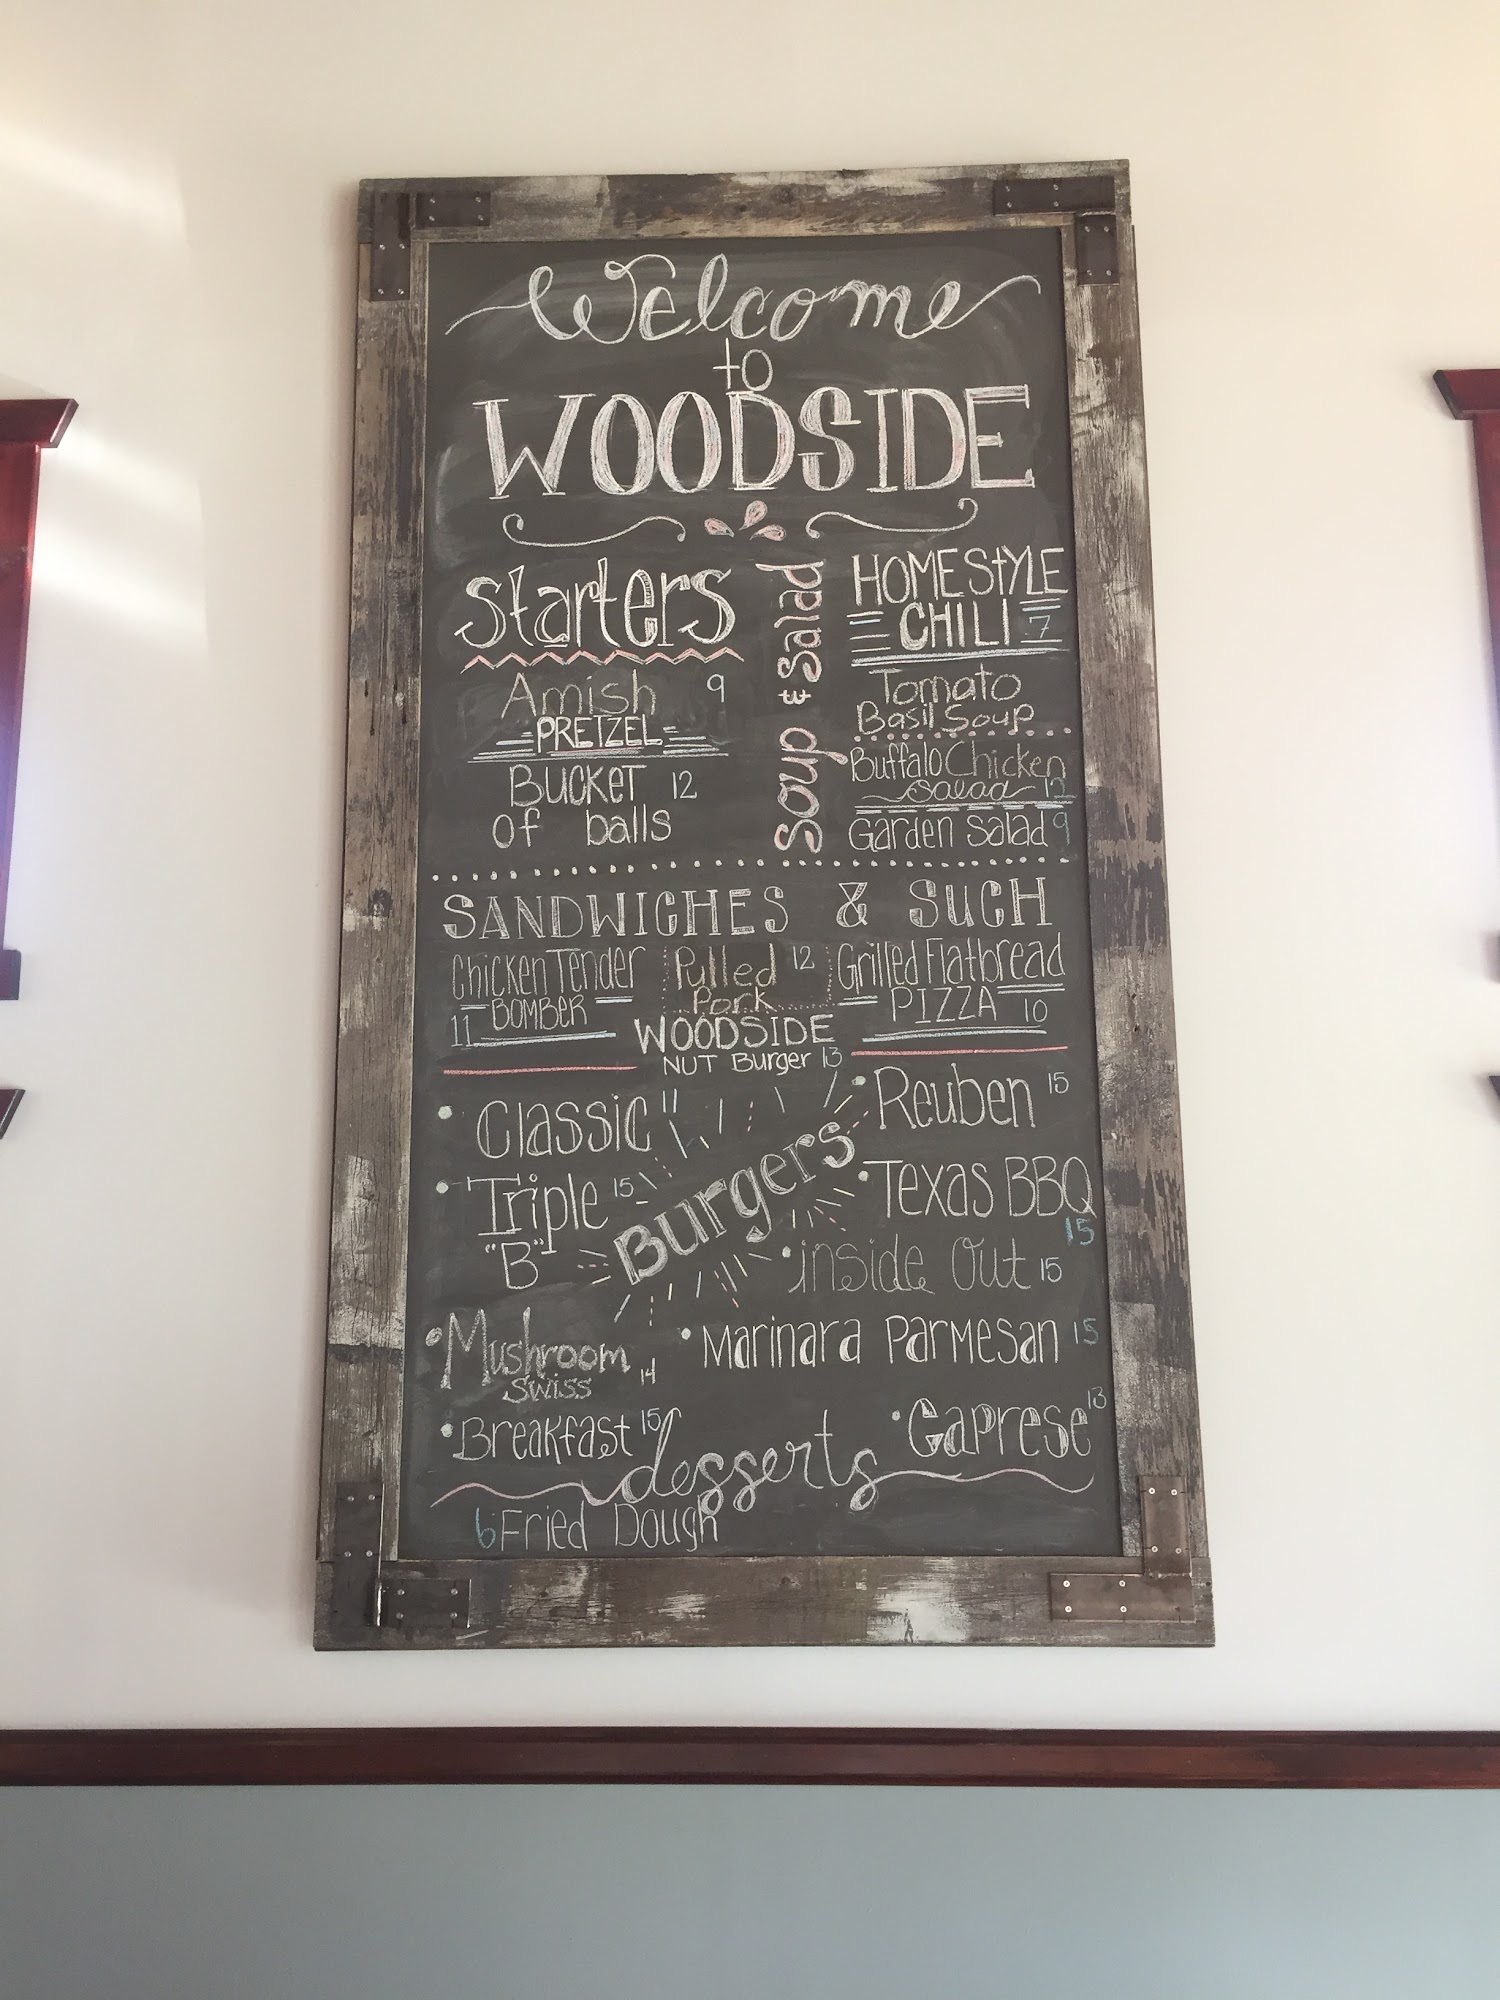 Welcome
to
WOODSIDE
Starters
Amish 9
PRETZEL
Bucket 12
of balls
Soup & Salad
HOMESTYLE
CHILI 7
Tomato
Basil Soup
Buffalo Chicken
Salad 12
Garden Salad 9
SANDWICHES & SUCH
Chicken Tender
BOMBER
11
Pulled 12
Pork
Grilled Flatbread
PIZZA 10
WOODSIDE
NUT Burger 13
Burgers
• Classic 11
• Triple 15
"B"
• Mushroom
Swiss 14
• Breakfast 15
• Reuben 15
• Texas BBQ
15
• inside Out 15
• Marinara Parmesan 15
• Caprese 13
desserts
6 Fried Dough